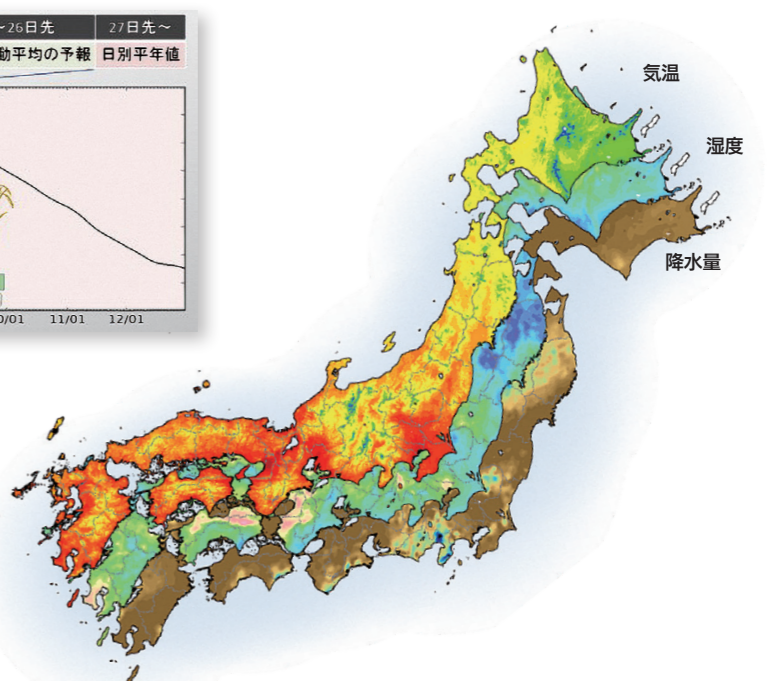 ～26日先 27日先～
動平均の予報 日別平年値
0/01 11/01 12/01
気温
湿度
降水量